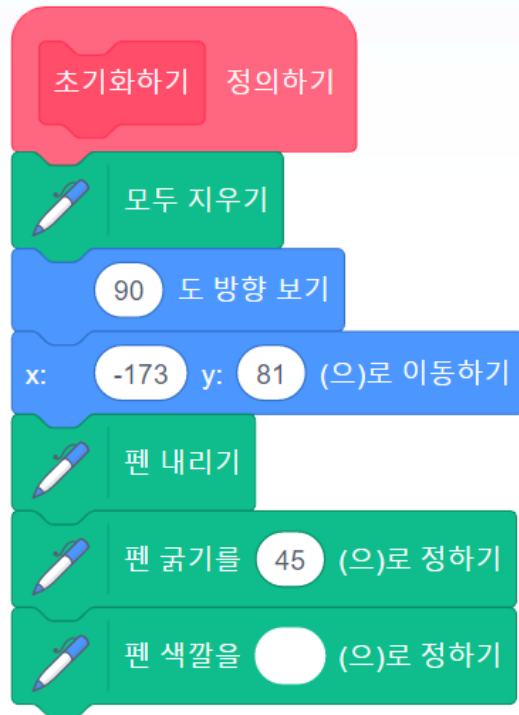 초기화하기 정의하기
모두 지우기
90 도 방향 보기
x: -173 y: 81 (으)로 이동하기
펜 내리기
펜 굵기를 45 (으)로 정하기
펜 색깔을 (으)로 정하기